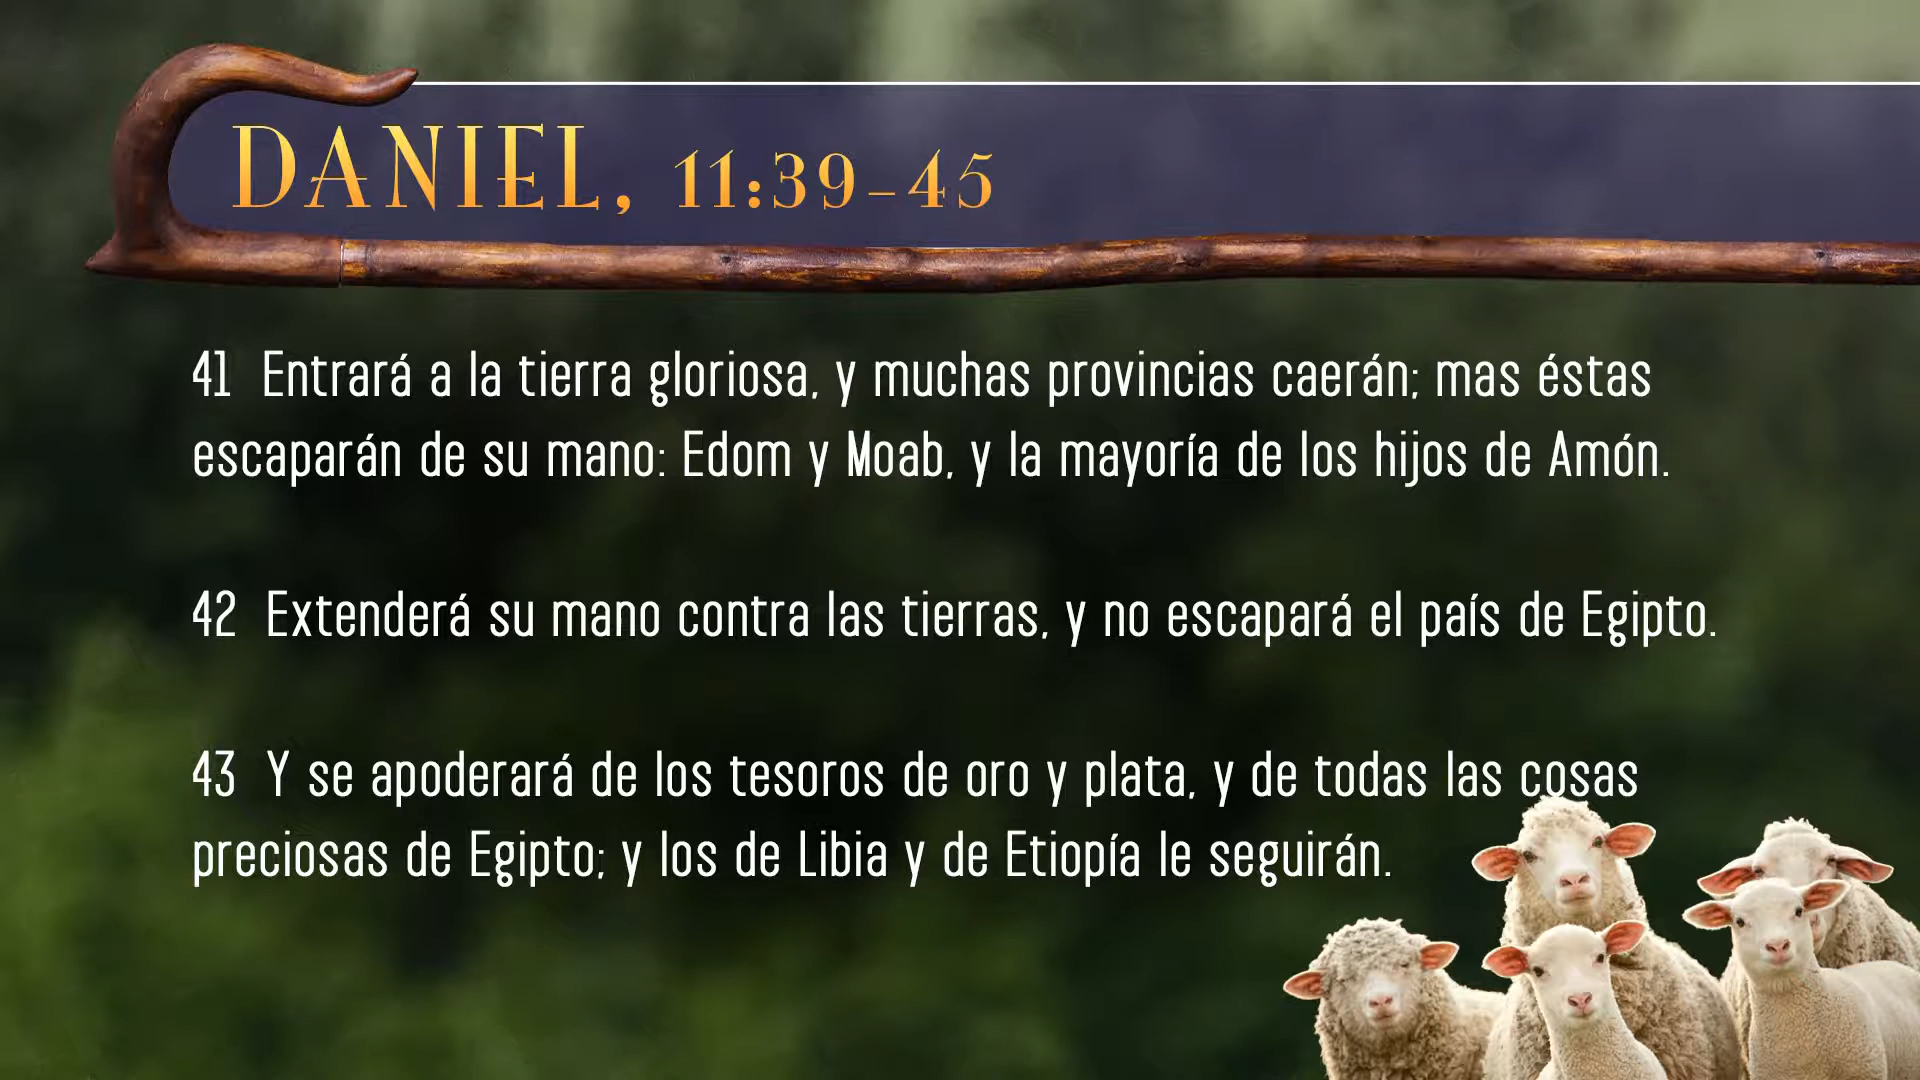 DANIEL, 11:39-45
41 Entrará a la tierra gloriosa, y muchas provincias caerán; mas éstas
escaparán de su mano: Edom y Moab, y la mayoría de los hijos de Amón.
42 Extenderá su mano contra las tierras, y no escapará el país de Egipto.
43 Y se apoderará de los tesoros de oro y plata, y de todas las cosas
preciosas de Egipto; y los de Libia y de Etiopía le seguirán.